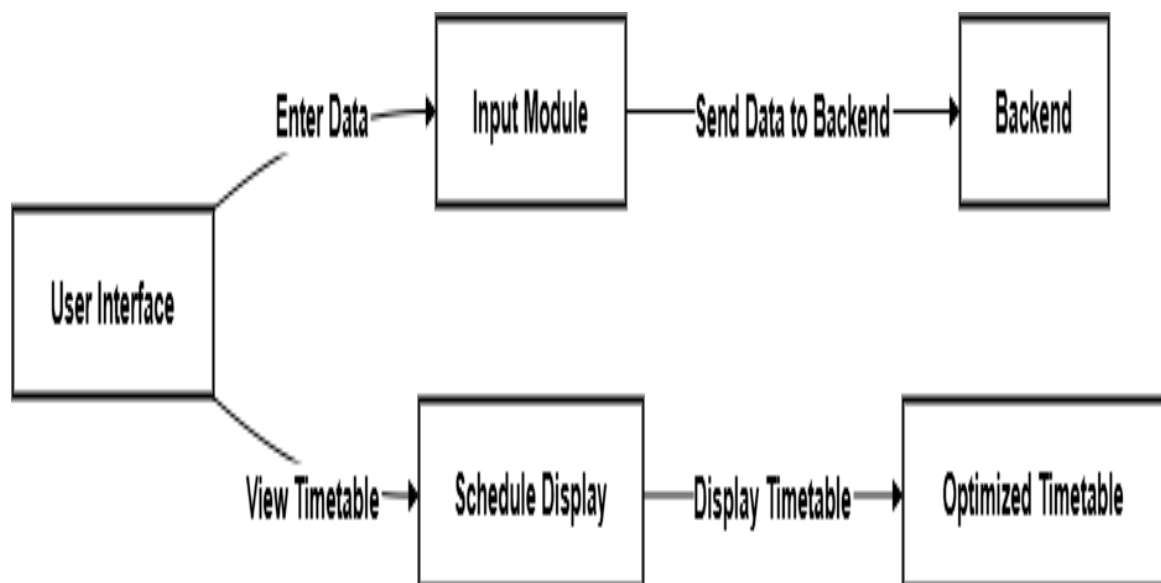 Enter Data
Input Module
Send Data to Backend
Backend
User Interface
View Timetable
Schedule Display
Display Timetable
Optimized Timetable